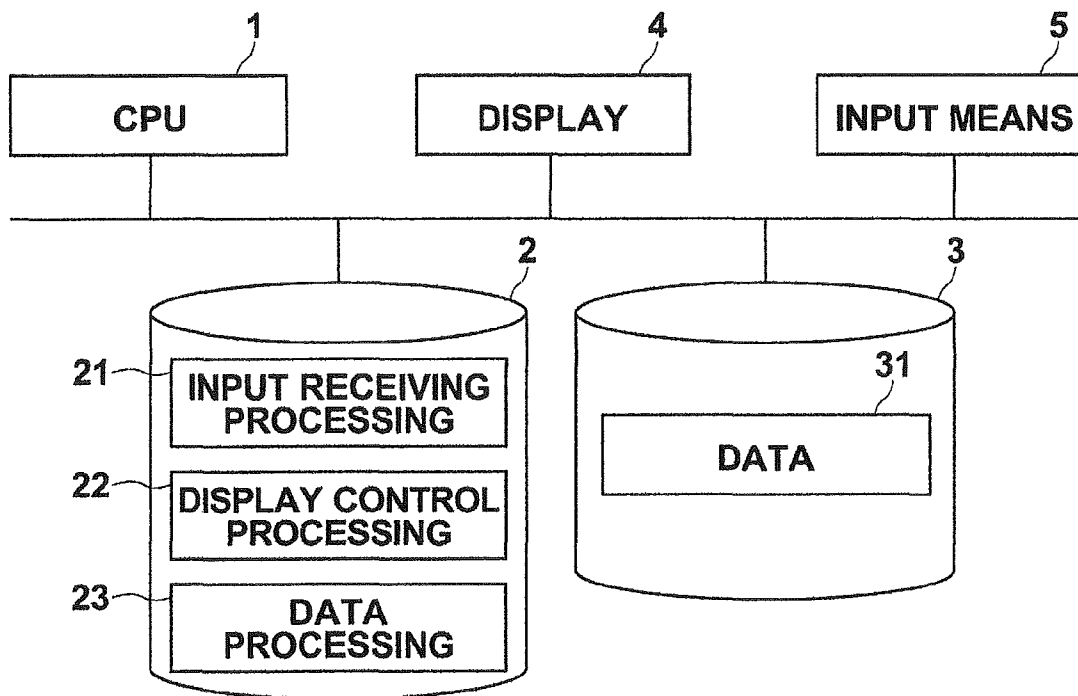 1
4
5
CPU
DISPLAY
INPUT MEANS
2
3
21
INPUT RECEIVING
PROCESSING
31
DATA
22
DISPLAY CONTROL
PROCESSING
23
DATA
PROCESSING